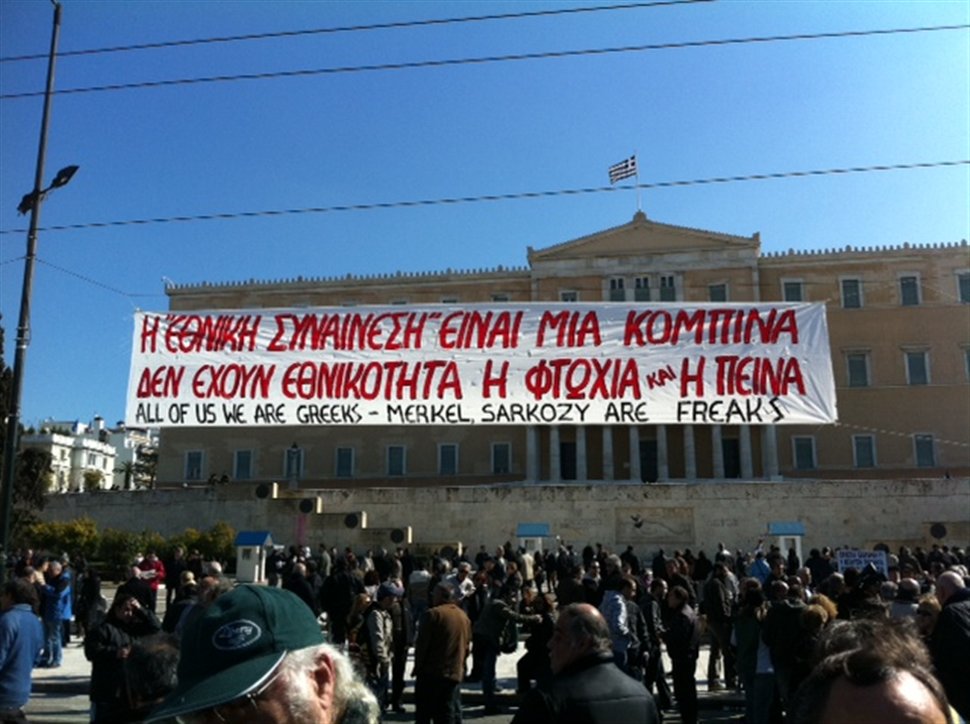 Η "ΕΘΝΙΚΗ ΣΥΝΑΙΝΕΣΗ" ΕΙΝΑΙ ΜΙΑ ΚΟΜΠΙΝΑ
ΔΕΝ ΕΧΟΥΝ ΕΘΝΙΚΟΤΗΤΑ Η ΦΤΩΧΙΑ ΚΑΙ Η ΠΕΙΝΑ
ALL OF US WE ARE GREEKS - MERKEL, SARKOZY ARE FREAKS